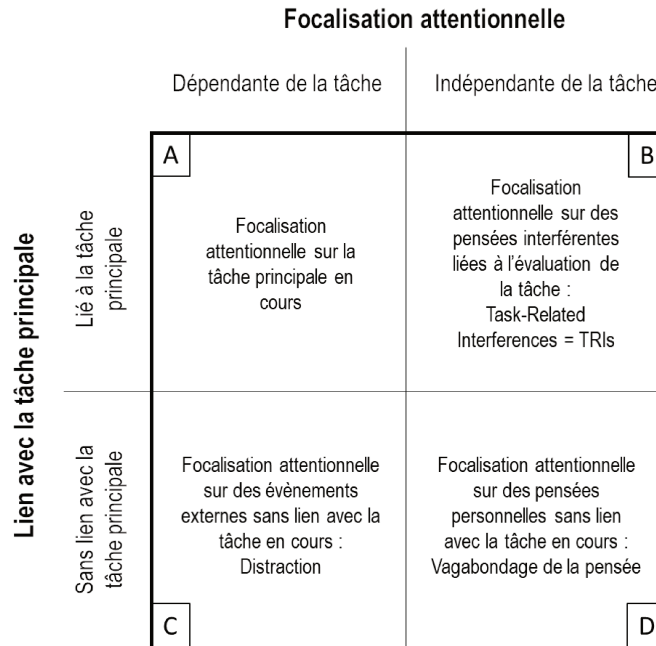 Focalisation attentionnelle
Dépendante de la tâche
Indépendante de la tâche
Lien avec la tâche principale
Lié à la tâche
principale
A
Focalisation
attentionnelle sur la
tâche principale en
cours
B
Focalisation
attentionnelle sur des
pensées interférentes
liées à l'évaluation de
la tâche :
Task-Related
Interferences = TRIs
Sans lien avec la
tâche principale
Focalisation attentionnelle
sur des évènements
externes sans lien avec la
tâche en cours :
Distraction
C
Focalisation attentionnelle
sur des pensées
personnelles sans lien
avec la tâche en cours :
Vagabondage de la pensée
D